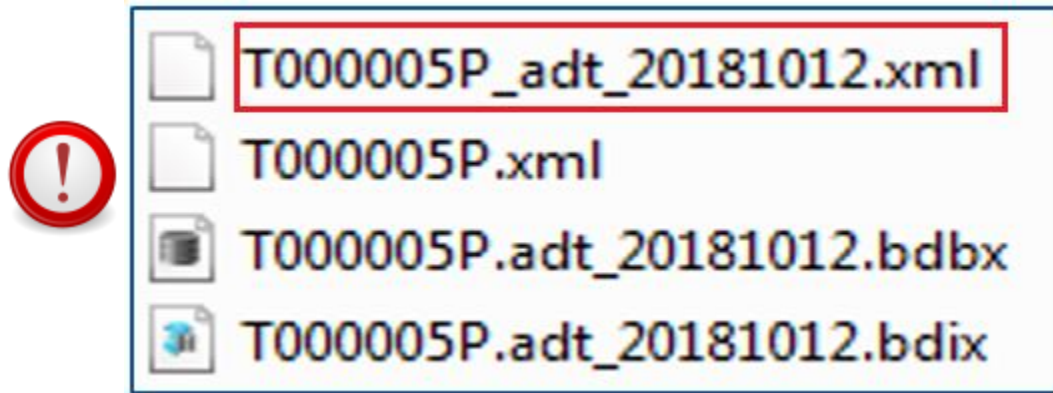 T000005P_adt_20181012.xml
T000005P.xml
T000005P.adt_20181012.bdbx
T000005P.adt_20181012.bdix